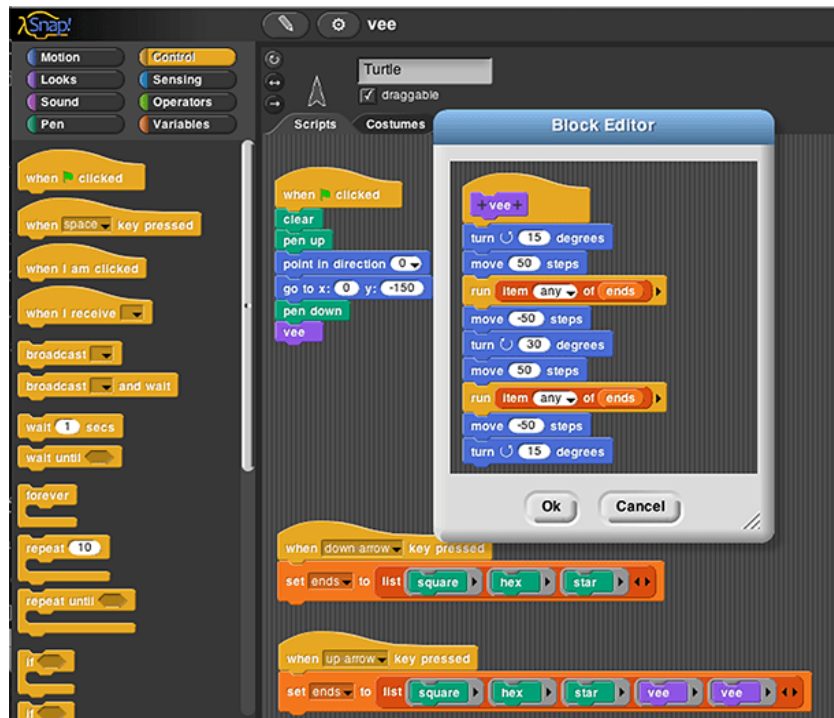 λSnap!
vee
Motion Control
Looks Sensing
Sound Operators
Pen Variables
Turtle
draggable
Scripts Costumes
Block Editor
when clicked
when space key pressed
when I am clicked
when I receive
broadcast
broadcast and wait
wait 1 secs
wait until
forever
repeat 10
repeat until
if
if
when clicked
clear
pen up
point in direction 0
go to x: 0 y: -150
pen down
vee
+vee+
turn 15 degrees
move 50 steps
run item any of ends
move -50 steps
turn 30 degrees
move 50 steps
run item any of ends
move -50 steps
turn 15 degrees
Ok Cancel
when down arrow key pressed
set ends to list square hex star
when up arrow key pressed
set ends to list square hex star vee vee